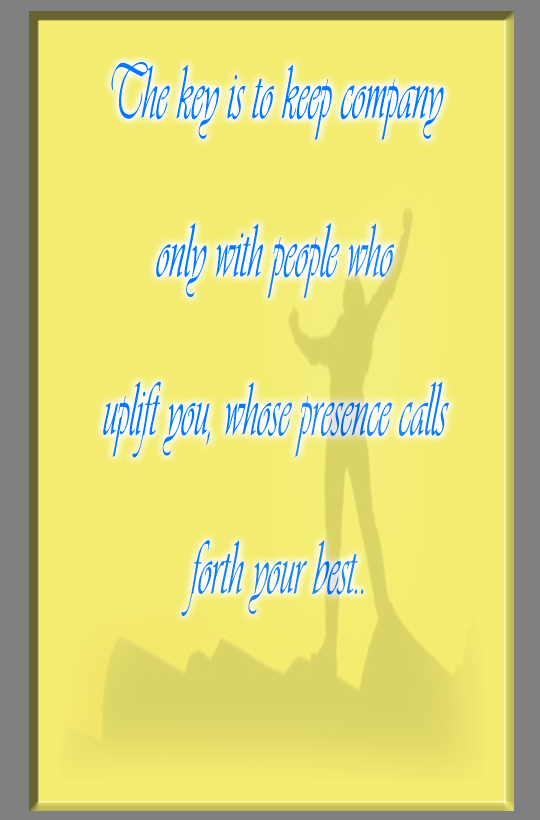 The key is to keep company
only with people who
uplift you, whose presence calls
forth your best..